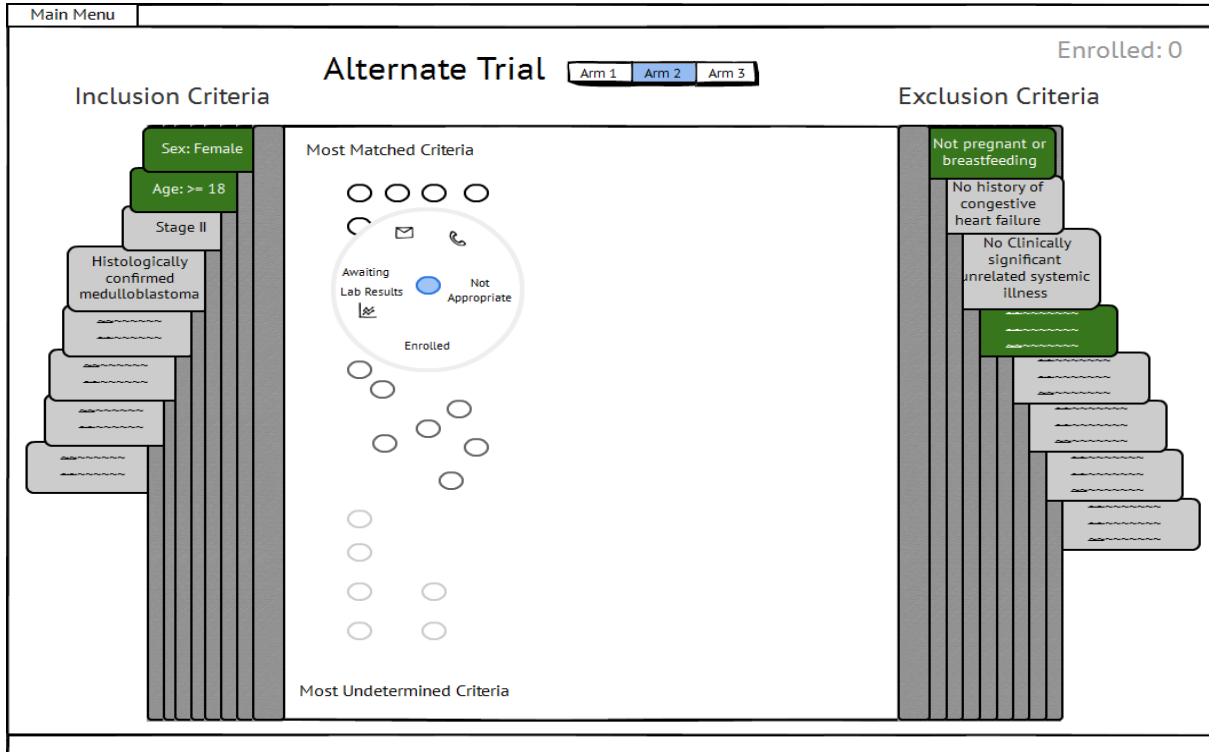 Main Menu
Enrolled: 0
Alternate Trial
Arm 1
Arm 2
Arm 3
Inclusion Criteria
Exclusion Criteria
Sex: Female
Age: >= 18
Stage II
Histologically
confirmed
medulloblastoma
Most Matched Criteria
Awaiting
Lab Results
Not
Appropriate
Enrolled
Most Undetermined Criteria
Not pregnant or
breastfeeding
No history of
congestive
heart failure
No Clinically
significant
unrelated systemic
illness